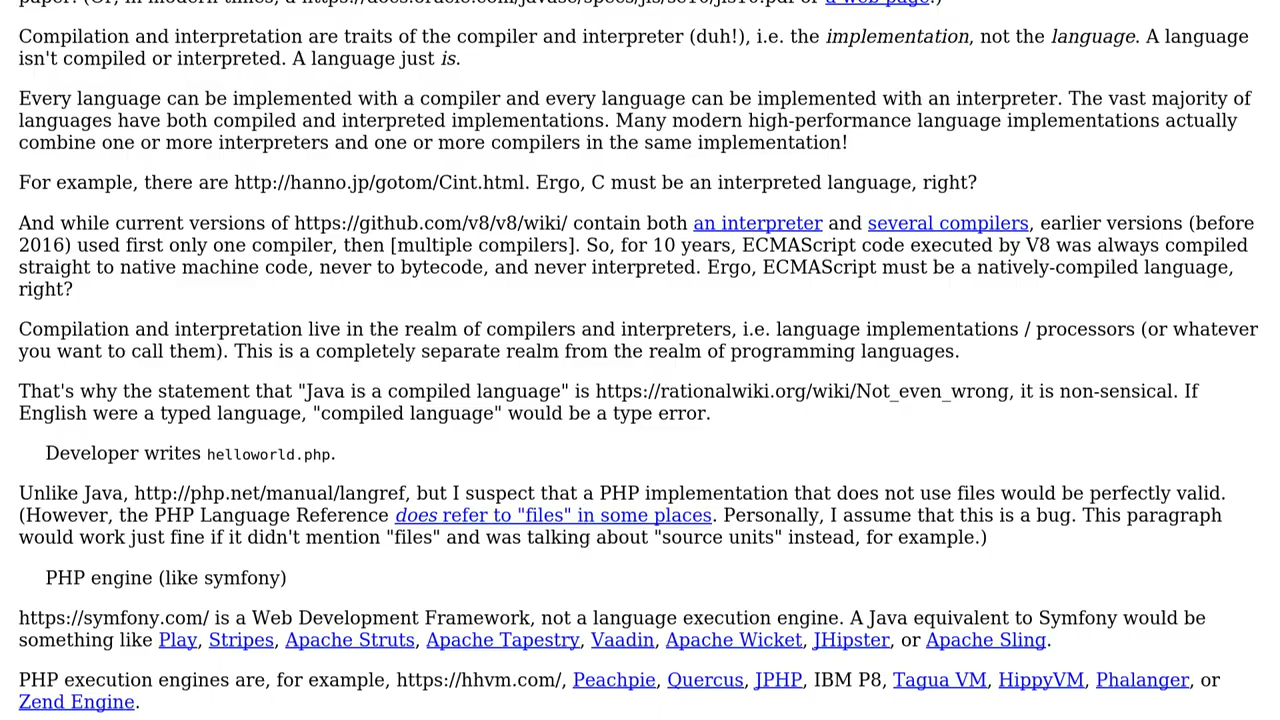 paper. (Or, in modern times, a https://docs.oracle.com/javase/specs/jls/se10/jls10.pdf or a web page.)
Compilation and interpretation are traits of the compiler and interpreter (duh!), i.e. the implementation, not the language. A language
isn't compiled or interpreted. A language just is.
Every language can be implemented with a compiler and every language can be implemented with an interpreter. The vast majority of
languages have both compiled and interpreted implementations. Many modern high-performance language implementations actually
combine one or more interpreters and one or more compilers in the same implementation!
For example, there are http://hanno.jp/gotom/Cint.html. Ergo, C must be an interpreted language, right?
And while current versions of https://github.com/v8/v8/wiki/ contain both an interpreter and several compilers, earlier versions (before
2016) used first only one compiler, then [multiple compilers]. So, for 10 years, ECMAScript code executed by V8 was always compiled
straight to native machine code, never to bytecode, and never interpreted. Ergo, ECMAScript must be a natively-compiled language,
right?
Compilation and interpretation live in the realm of compilers and interpreters, i.e. language implementations / processors (or whatever
you want to call them). This is a completely separate realm from the realm of programming languages.
That's why the statement that "Java is a compiled language" is https://rationalwiki.org/wiki/Not_even_wrong, it is non-sensical. If
English were a typed language, "compiled language" would be a type error.
Developer writes helloworld.php.
Unlike Java, http://php.net/manual/langref, but I suspect that a PHP implementation that does not use files would be perfectly valid.
(However, the PHP Language Reference does refer to "files" in some places. Personally, I assume that this is a bug. This paragraph
would work just fine if it didn't mention "files" and was talking about "source units" instead, for example.)
PHP engine (like symfony)
https://symfony.com/ is a Web Development Framework, not a language execution engine. A Java equivalent to Symfony would be
something like Play, Stripes, Apache Struts, Apache Tapestry, Vaadin, Apache Wicket, JHipster, or Apache Sling.
PHP execution engines are, for example, https://hhvm.com/, Peachpie, Quercus, JPHP, IBM P8, Tagua VM, HippyVM, Phalanger, or
Zend Engine.